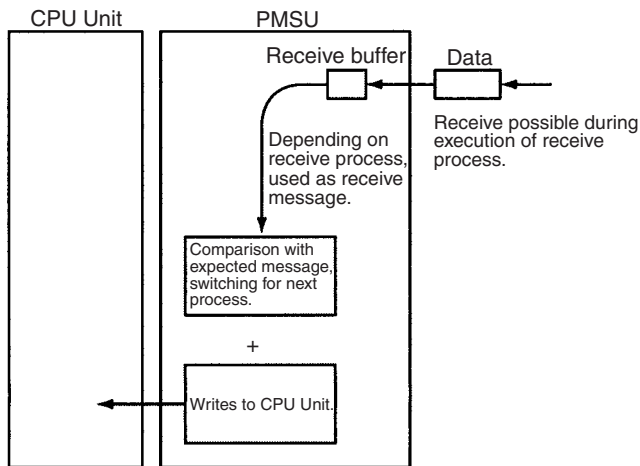 CPU Unit
PMSU
Receive buffer
Data
Depending on
receive process,
used as receive
message.
Receive possible during
execution of receive
process.
Comparison with
expected message,
switching for next
process.
+
Writes to CPU Unit.